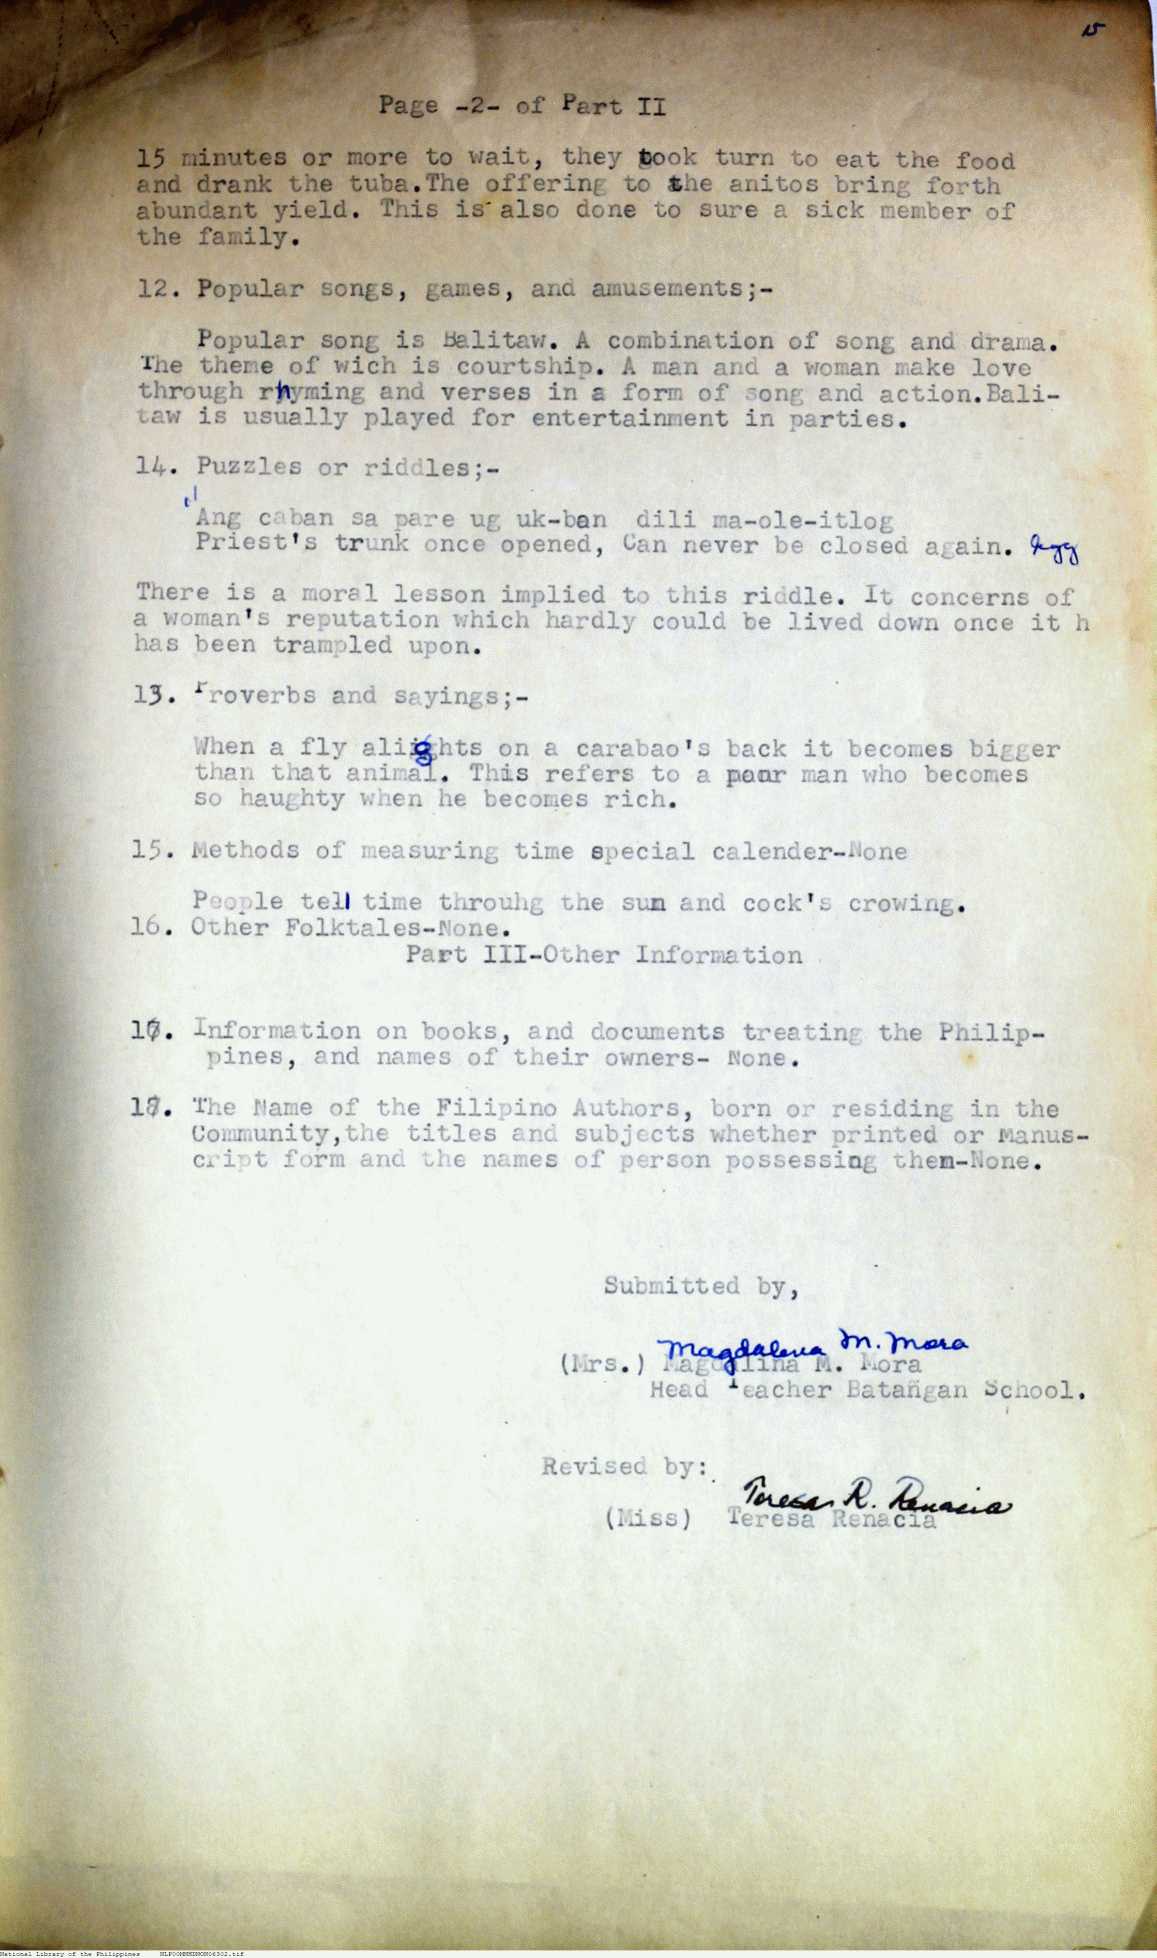 15
Page -2- of Part II
15 minutes or more to wait, they took turn to eat the food
and drank the tuba.The offering to the anitos bring forth
abundant yield. This is also done to sure a sick member of
the family.
12. Popular songs, games, and amusements;-
Popular song is Balitaw. A combination of song and drama.
The theme of wich is courtship. A man and a woman make love
through rhyming and verses in a form of song and action.Bali-
taw is usually played for entertainment in parties.
14. Puzzles or riddles;-
"Ang caban sa pare ug uk-ban dili ma-ole-itlog
Priest's trunk once opened, Can never be closed again. egg
There is a moral lesson implied to this riddle. It concerns of
a woman's reputation which hardly could be lived down once it h
has been trampled upon.
13. Proverbs and sayings;-
When a fly aliights on a carabao's back it becomes bigger
than that animal. This refers to a poor man who becomes
so haughty when he becomes rich.
15. Methods of measuring time special calender-None
People tell time throuhg the sun and cock's crowing.
16. Other Folktales-None.
Part III-Other Information
17. Information on books, and documents treating the Philip-
pines, and names of their owners- None.
18. The Name of the Filipino Authors, born or residing in the
Community,the titles and subjects whether printed or Manus-
cript form and the names of person possessing them-None.
Submitted by,
Magdalena M. Mora
(Mrs.) Magdalina M. Mora
Head Teacher Batañgan School.
Revised by:
Teresa R. Renacia
(Miss) Teresa Renacia
National Library of the Philippines